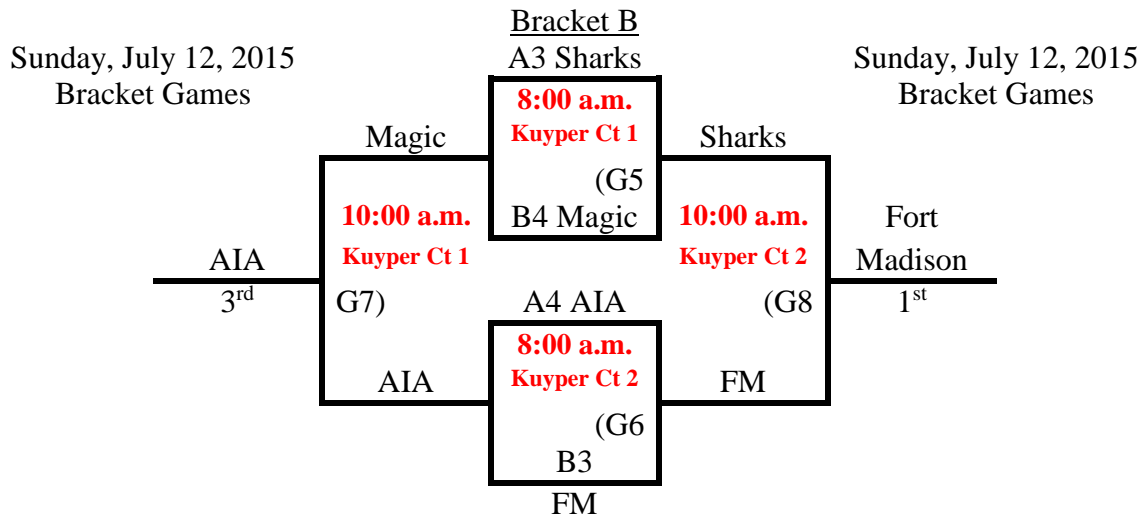 Bracket B
Sunday, July 12, 2015
Bracket Games
A3 Sharks
Sunday, July 12, 2015
Bracket Games
8:00 a.m.
Kuyper Ct 1
Magic
Sharks
(G5
10:00 a.m.
B4 Magic
10:00 a.m.
Fort
Kuyper Ct 1
Kuyper Ct 2
AIA
Madison
3rd
G7)
A4 AIA
(G8
1st
8:00 a.m.
Kuyper Ct 2
AIA
FM
(G6
B3
FM